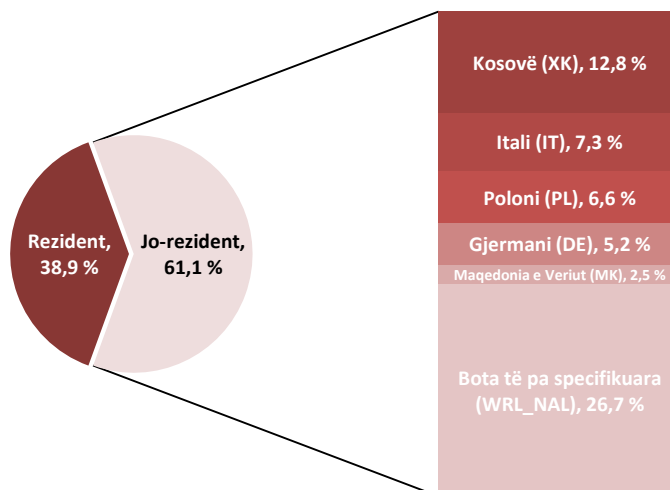 Rezident,
38,9 %
Jo-rezident,
61,1 %
Kosovë (XK), 12,8 %
Itali (IT), 7,3 %
Poloni (PL), 6,6 %
Gjermani (DE), 5,2 %
Maqedonia e Veriut (MK), 2,5 %
Bota të pa specifikuara
(WRL_NAL), 26,7 %